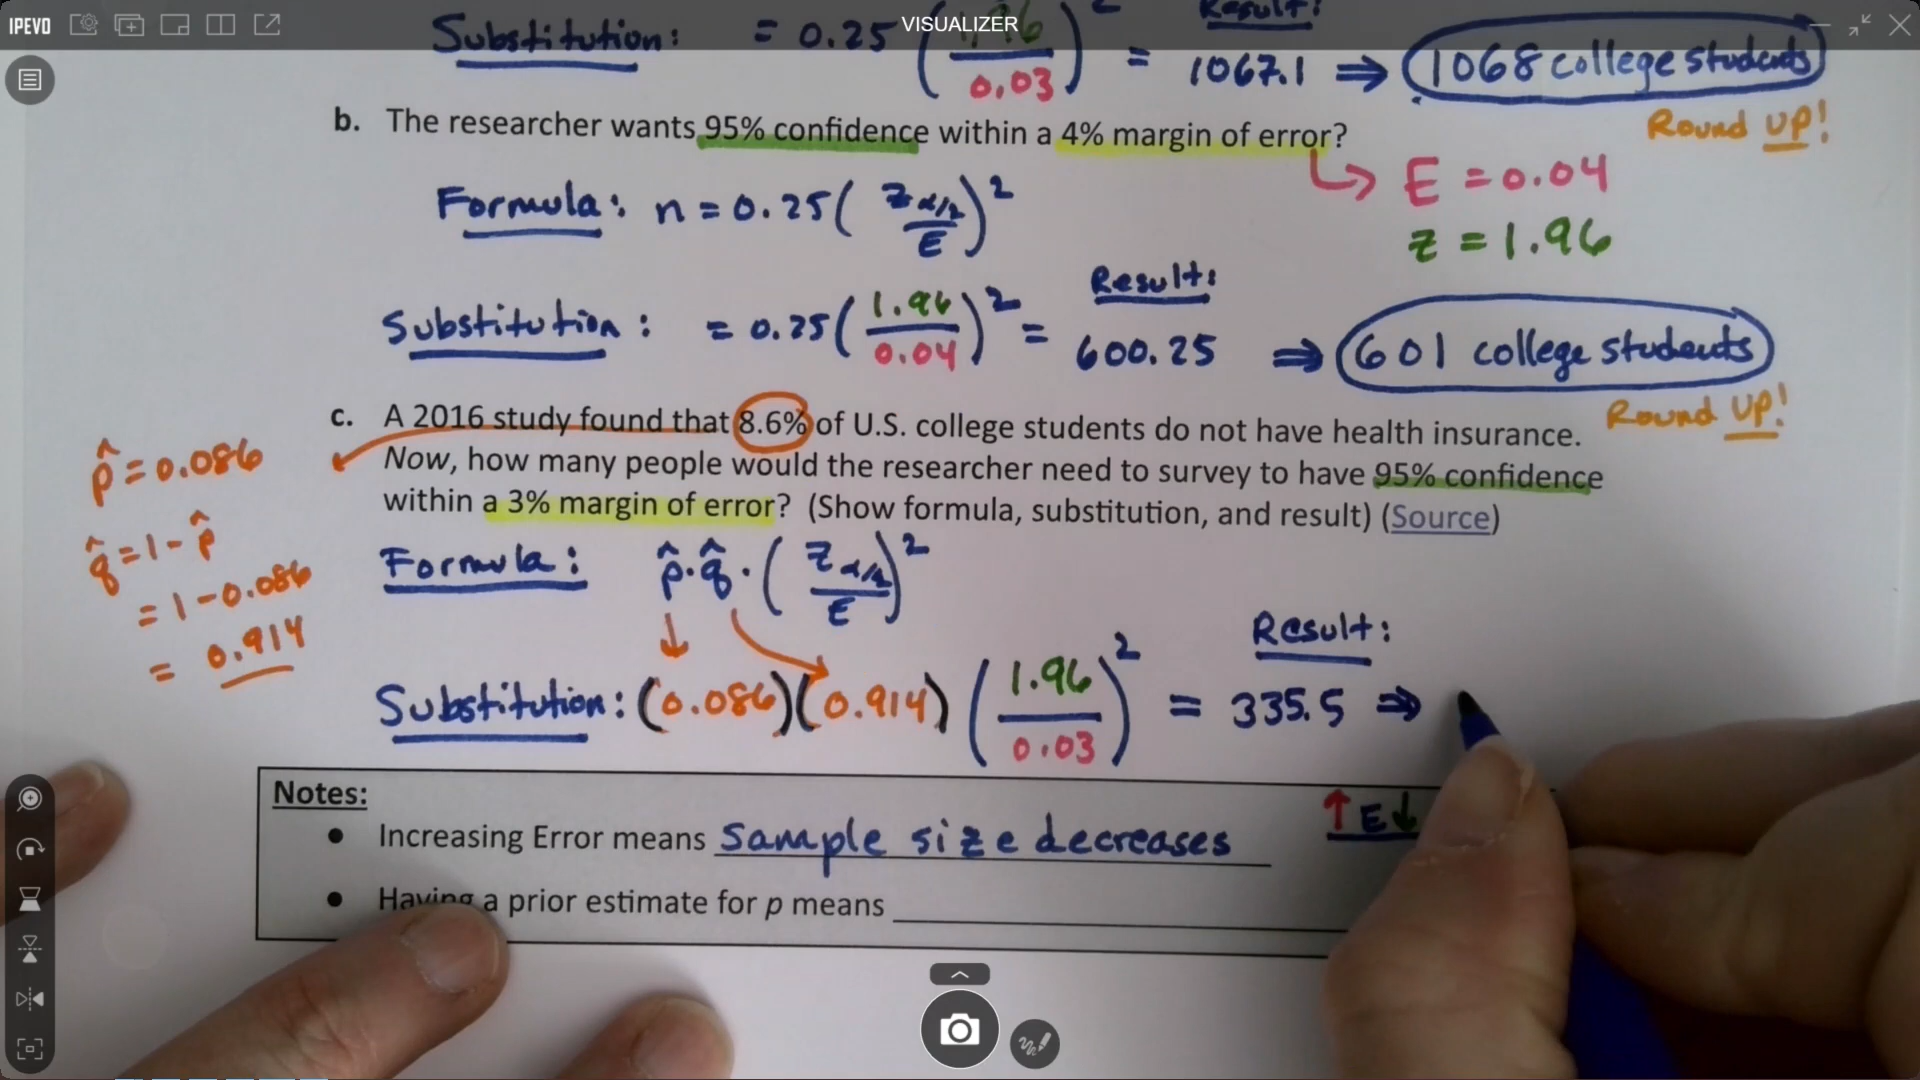 IPEVO
VISUALIZER
Substitution: = 0.25 (1.96/0.03)² = Result: 1067.1 ⇒ 1068 college students
Round UP!
b. The researcher wants 95% confidence within a 4% margin of error?
E = 0.04
Formula: n = 0.25 (zα/2/E)²
z = 1.96
Result:
Substitution: = 0.25 (1.96/0.04)² = 600.25 ⇒ 601 college students
Round UP!
c. A 2016 study found that 8.6% of U.S. college students do not have health insurance.
Now, how many people would the researcher need to survey to have 95% confidence
within a 3% margin of error? (Show formula, substitution, and result) (Source)
p̂ = 0.086
q̂ = 1 - p̂
= 1 - 0.086
= 0.914
Formula: p̂ · q̂ · (zα/2/E)²
Result:
Substitution: (0.086)(0.914) (1.96/0.03)² = 335.5 ⇒
Notes:
• Increasing Error means sample size decreases
↑E↓
• Having a prior estimate for p means